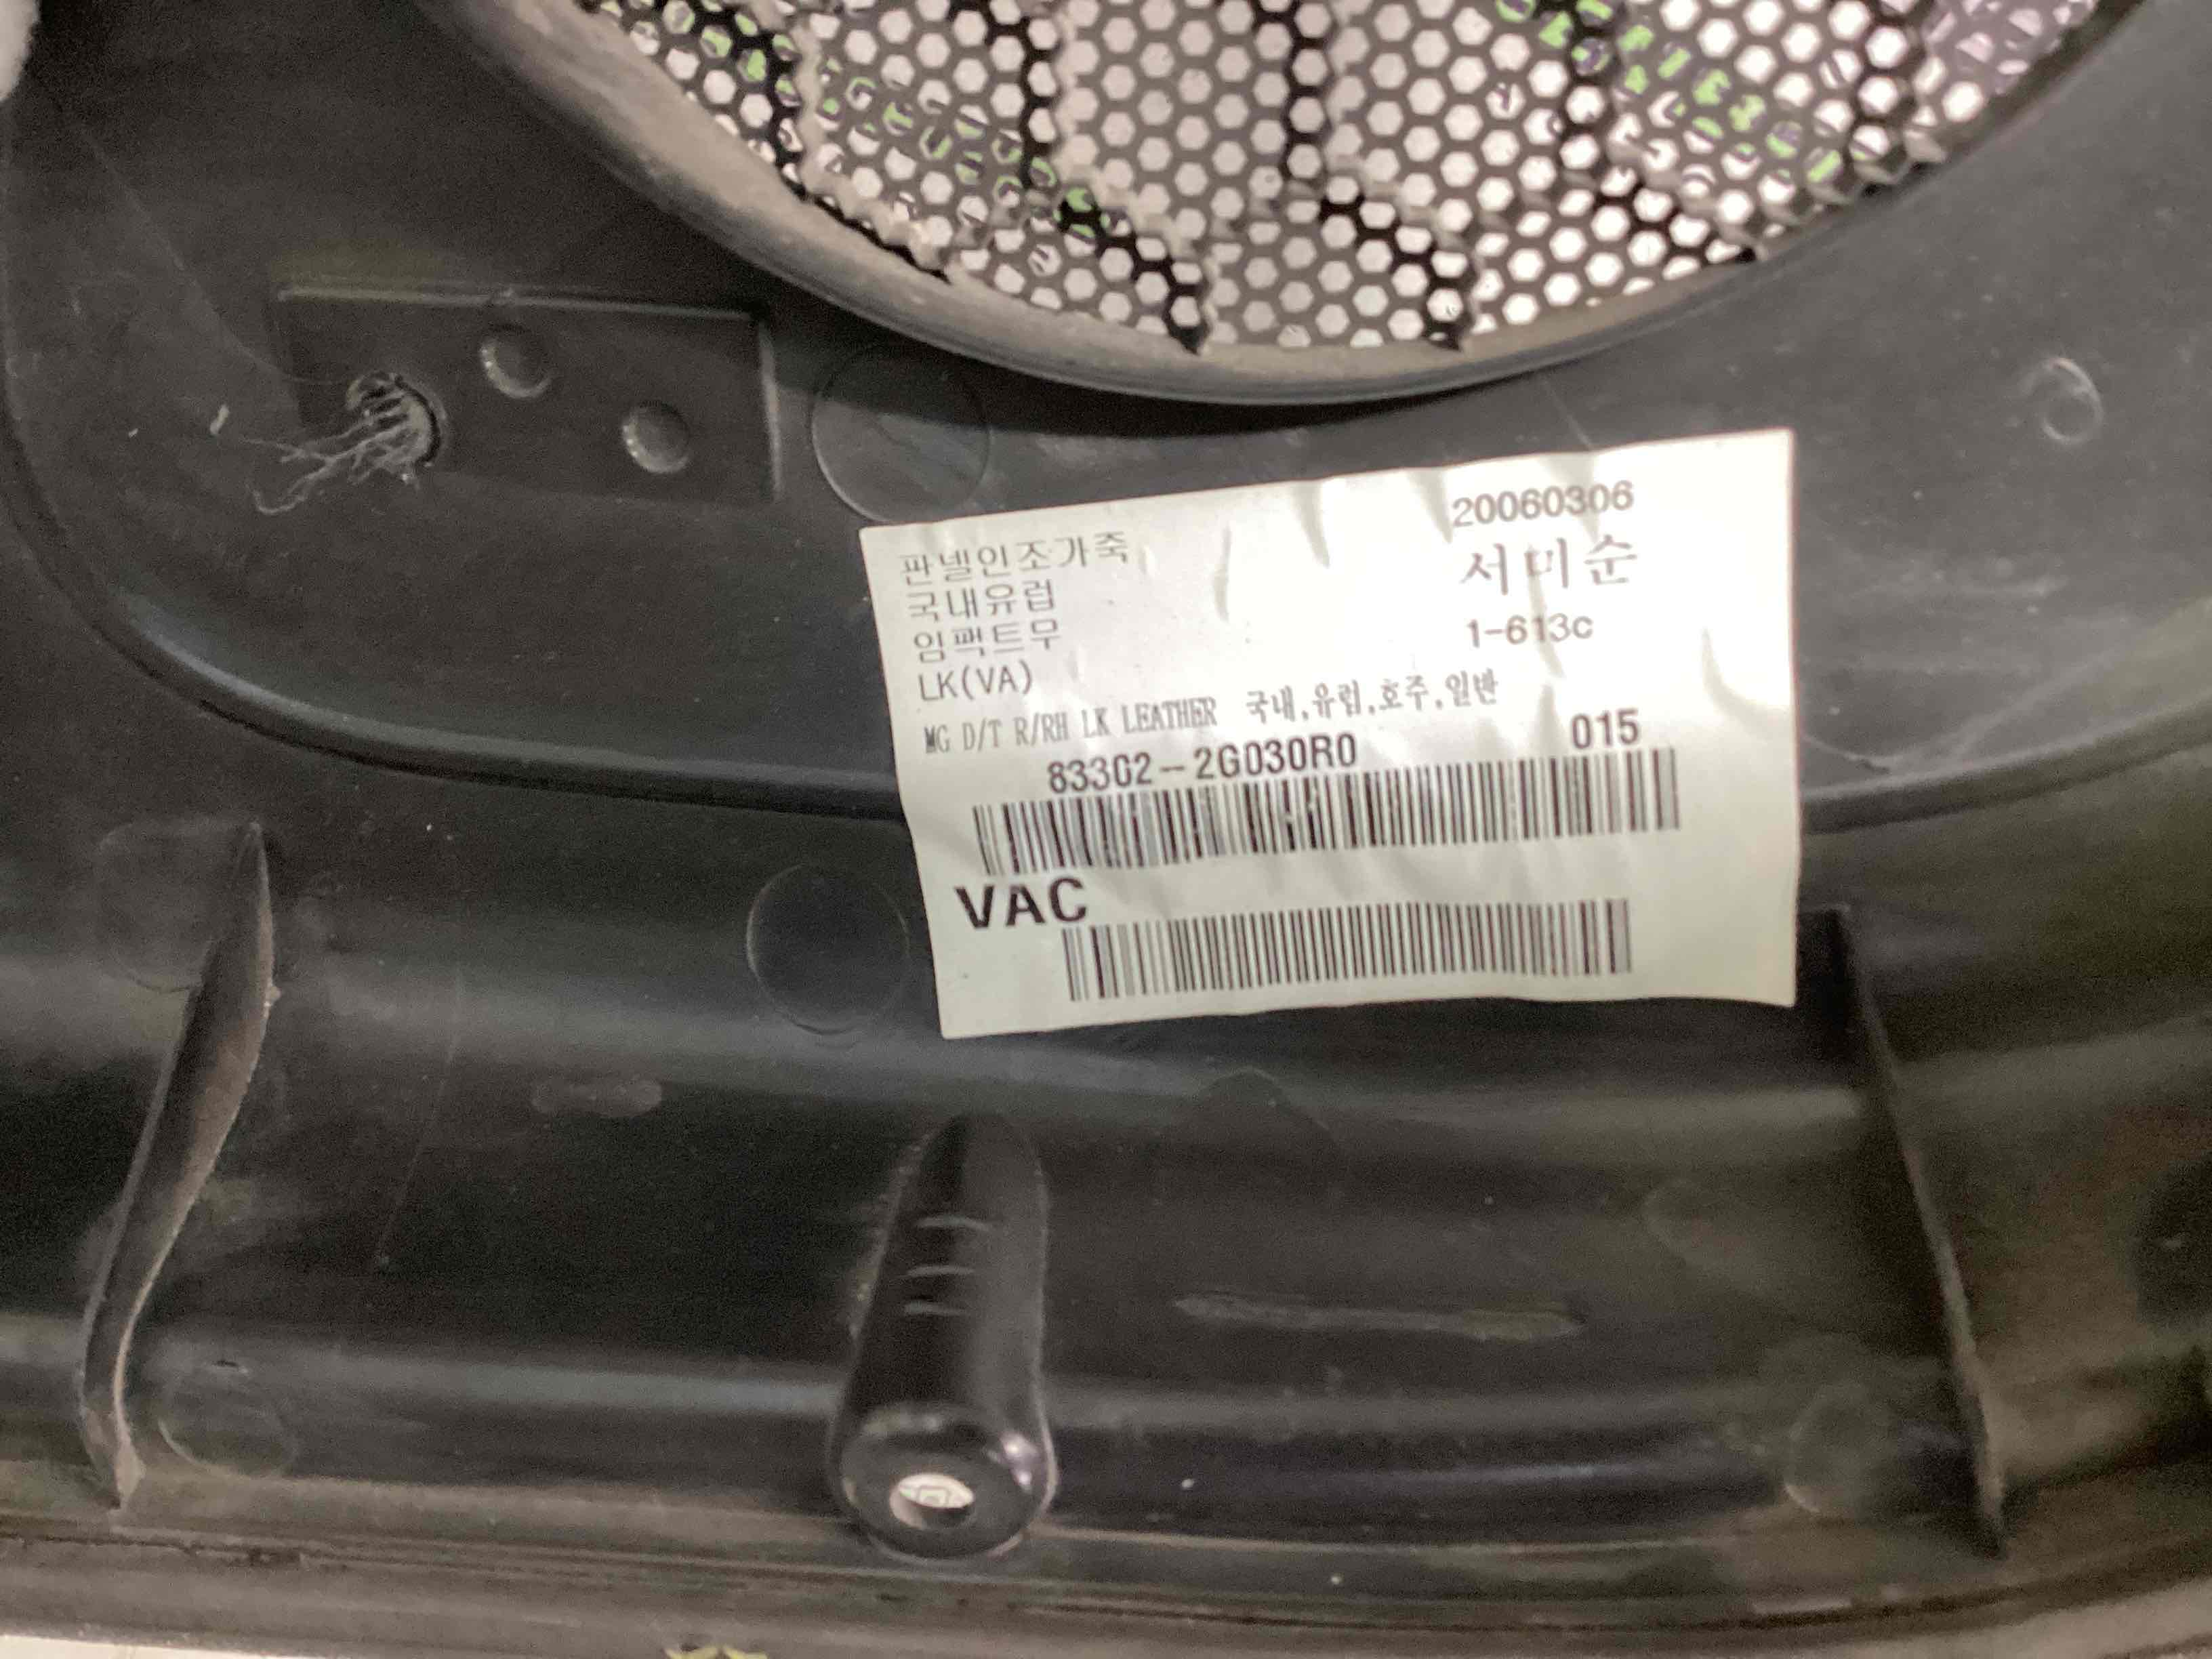 20060306
판넬인조가죽
서미순
국내유럽
임팩트무
1-613c
LK(VA)
MG D/T R/RH LK LEATHER 국내,유럽,호주,일반
83302-2G030R0 015
VAC